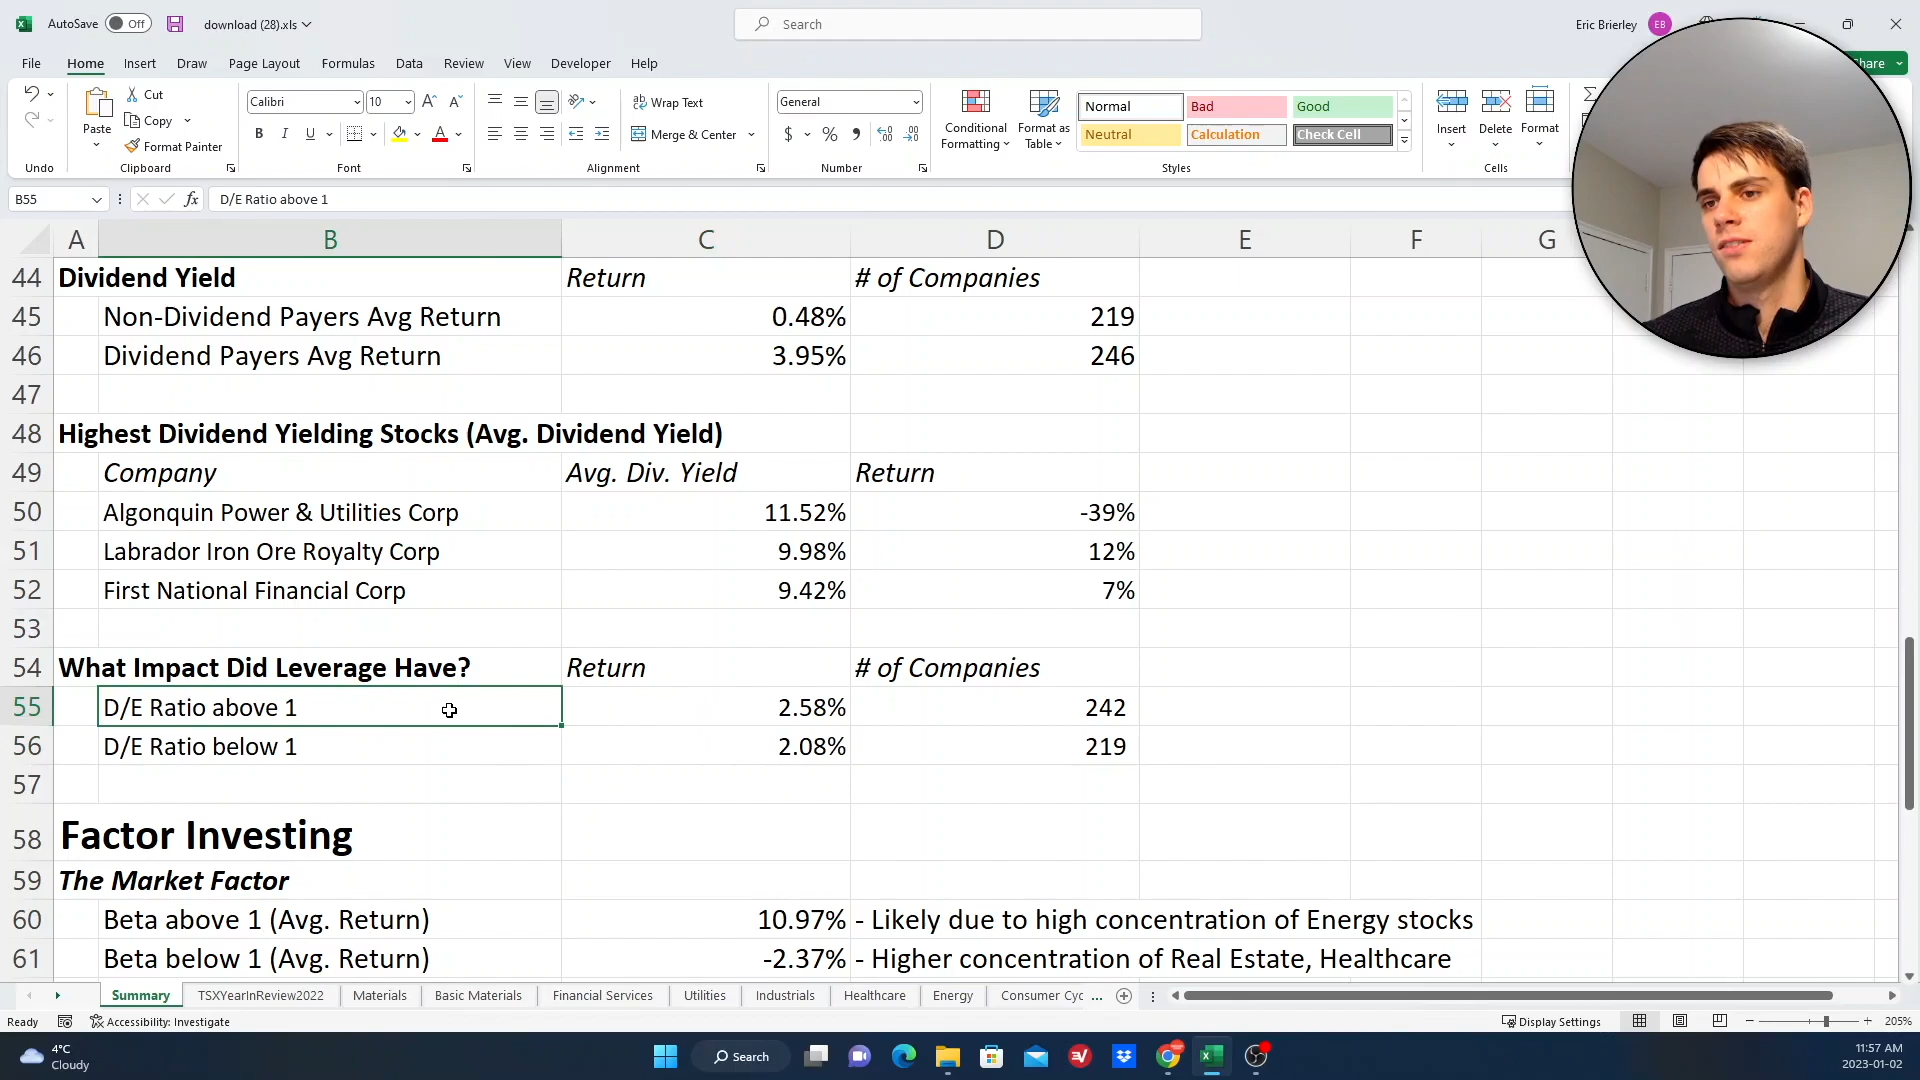 AutoSave Off download (28).xls Search Eric Brierley EB
File Home Insert Draw Page Layout Formulas Data Review View Developer Help Share
Paste Cut Calibri 10 Wrap Text General Conditional Formatting Format as Table Normal Bad Good Insert Delete Format
Copy B I U A Merge & Center $ % Neutral Calculation Check Cell
Format Painter
Undo Clipboard Font Alignment Number Styles Cells
B55 fx D/E Ratio above 1
A B C D E F G
44 Dividend Yield Return # of Companies
45 Non-Dividend Payers Avg Return 0.48% 219
46 Dividend Payers Avg Return 3.95% 246
47
48 Highest Dividend Yielding Stocks (Avg. Dividend Yield)
49 Company Avg. Div. Yield Return
50 Algonquin Power & Utilities Corp 11.52% -39%
51 Labrador Iron Ore Royalty Corp 9.98% 12%
52 First National Financial Corp 9.42% 7%
53
54 What Impact Did Leverage Have? Return # of Companies
55 D/E Ratio above 1 2.58% 242
56 D/E Ratio below 1 2.08% 219
57
58 Factor Investing
59 The Market Factor
60 Beta above 1 (Avg. Return) 10.97% - Likely due to high concentration of Energy stocks
61 Beta below 1 (Avg. Return) -2.37% - Higher concentration of Real Estate, Healthcare
Summary TSXYearInReview2022 Materials Basic Materials Financial Services Utilities Industrials Healthcare Energy Consumer Cyc ...
Ready Accessibility: Investigate Display Settings 205%
4°C
Cloudy
Search
11:57 AM
2023-01-02